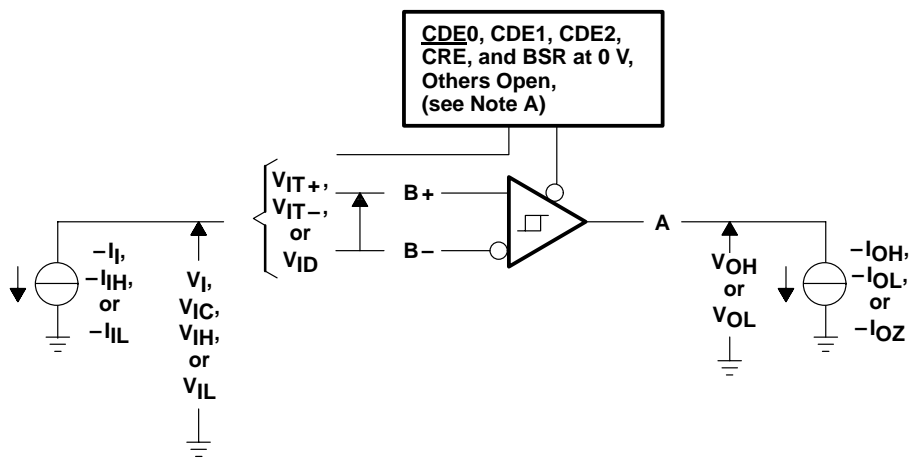 CDE0, CDE1, CDE2,
CRE, and BSR at 0 V,
Others Open,
(see Note A)
VIT+,
VIT−,
or
VID
B+
B−
A
−II,
−IIH,
or
−IIL
VI,
VIC,
VIH,
or
VIL
VOH
or
VOL
−IOH,
−IOL,
or
−IOZ